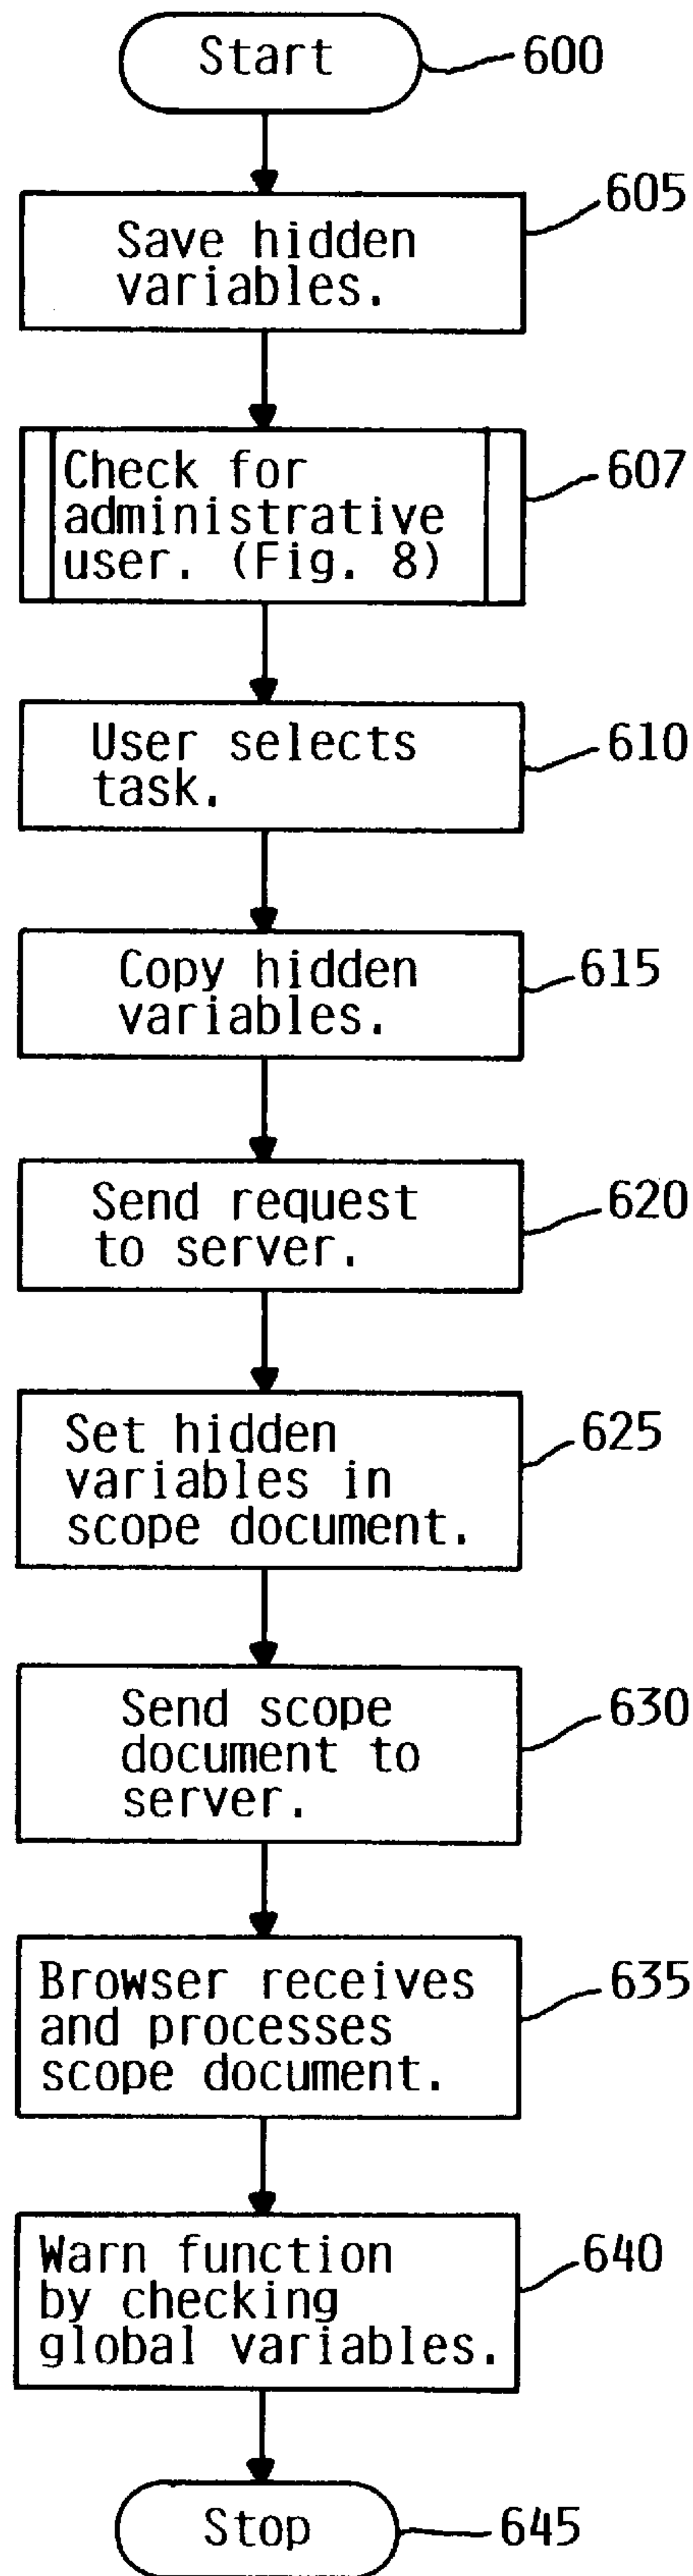 Start
600
605
Save hidden
variables.
607
Check for
administrative
user. (Fig. 8)
610
User selects
task.
615
Copy hidden
variables.
620
Send request
to server.
625
Set hidden
variables in
scope document.
630
Send scope
document to
server.
635
Browser receives
and processes
scope document.
640
Warn function
by checking
global variables.
Stop
645